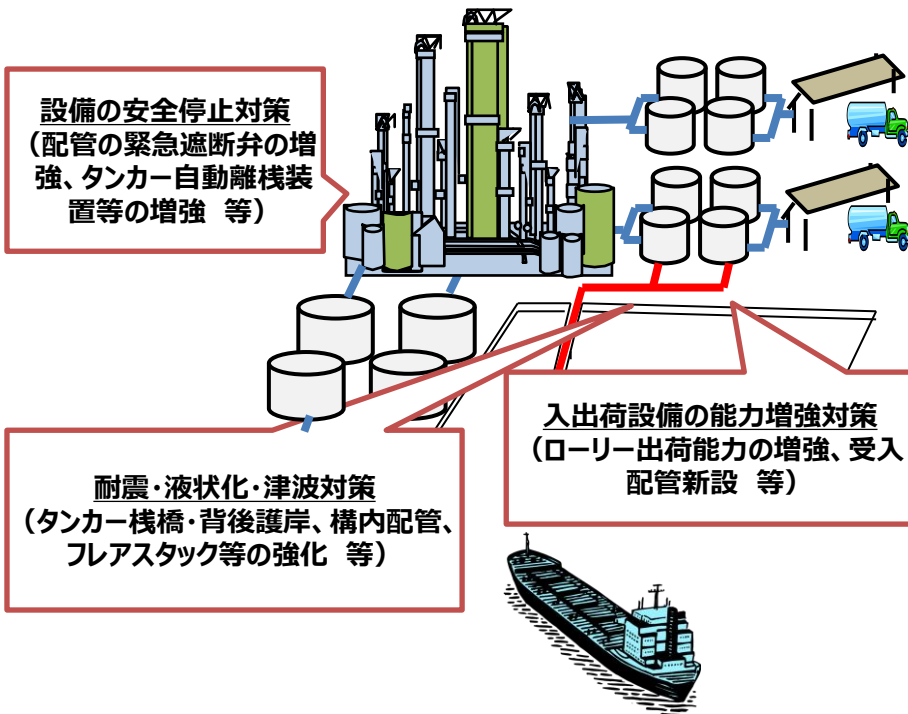 設備の安全停止対策
（配管の緊急遮断弁の増
強、タンカー自動離桟装
置等の増強　等）
入出荷設備の能力増強対策
（ローリー出荷能力の増強、受入
配管新設　等）
耐震・液状化・津波対策
（タンカー桟橋・背後護岸、構内配管、
フレアスタック等の強化　等）